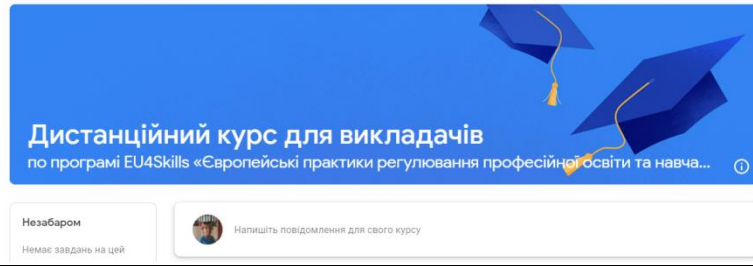 Дистанційний курс для викладачів
по програмі EU4Skills «Європейські практики регулювання професійної освіти та навча...
Незабаром
Напишіть повідомлення для свого курсу
Немає завдань на цей